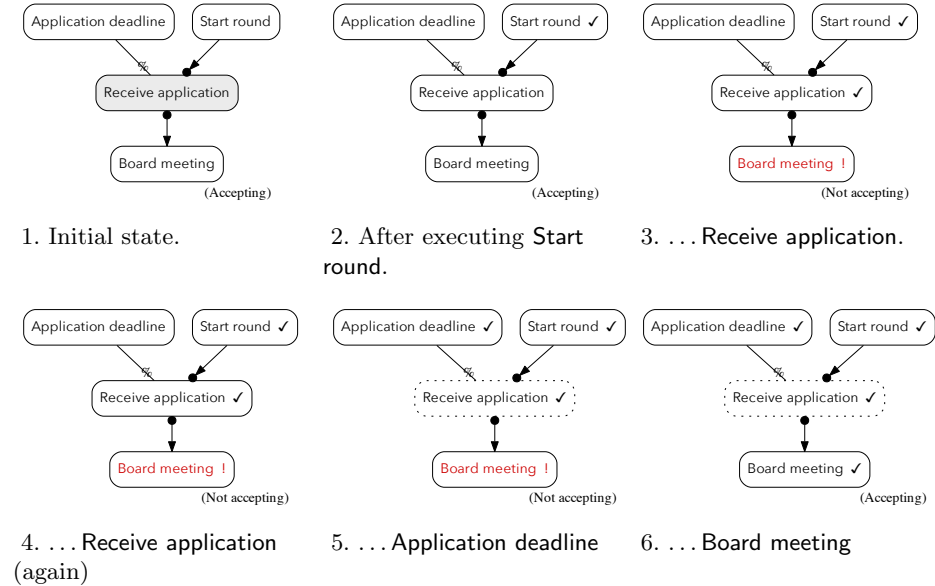 Application deadline
Start round
%
Receive application
Board meeting
(Accepting)
1. Initial state.
Application deadline
Start round ✓
%
Receive application
Board meeting
(Accepting)
2. After executing Start
round.
Application deadline
Start round ✓
%
Receive application ✓
Board meeting !
(Not accepting)
3. ... Receive application.
Application deadline
Start round ✓
%
Receive application ✓
Board meeting !
(Not accepting)
4. ... Receive application
(again)
Application deadline ✓
Start round ✓
%
Receive application ✓
Board meeting !
(Not accepting)
5. ... Application deadline
Application deadline ✓
Start round ✓
%
Receive application ✓
Board meeting ✓
(Accepting)
6. ... Board meeting